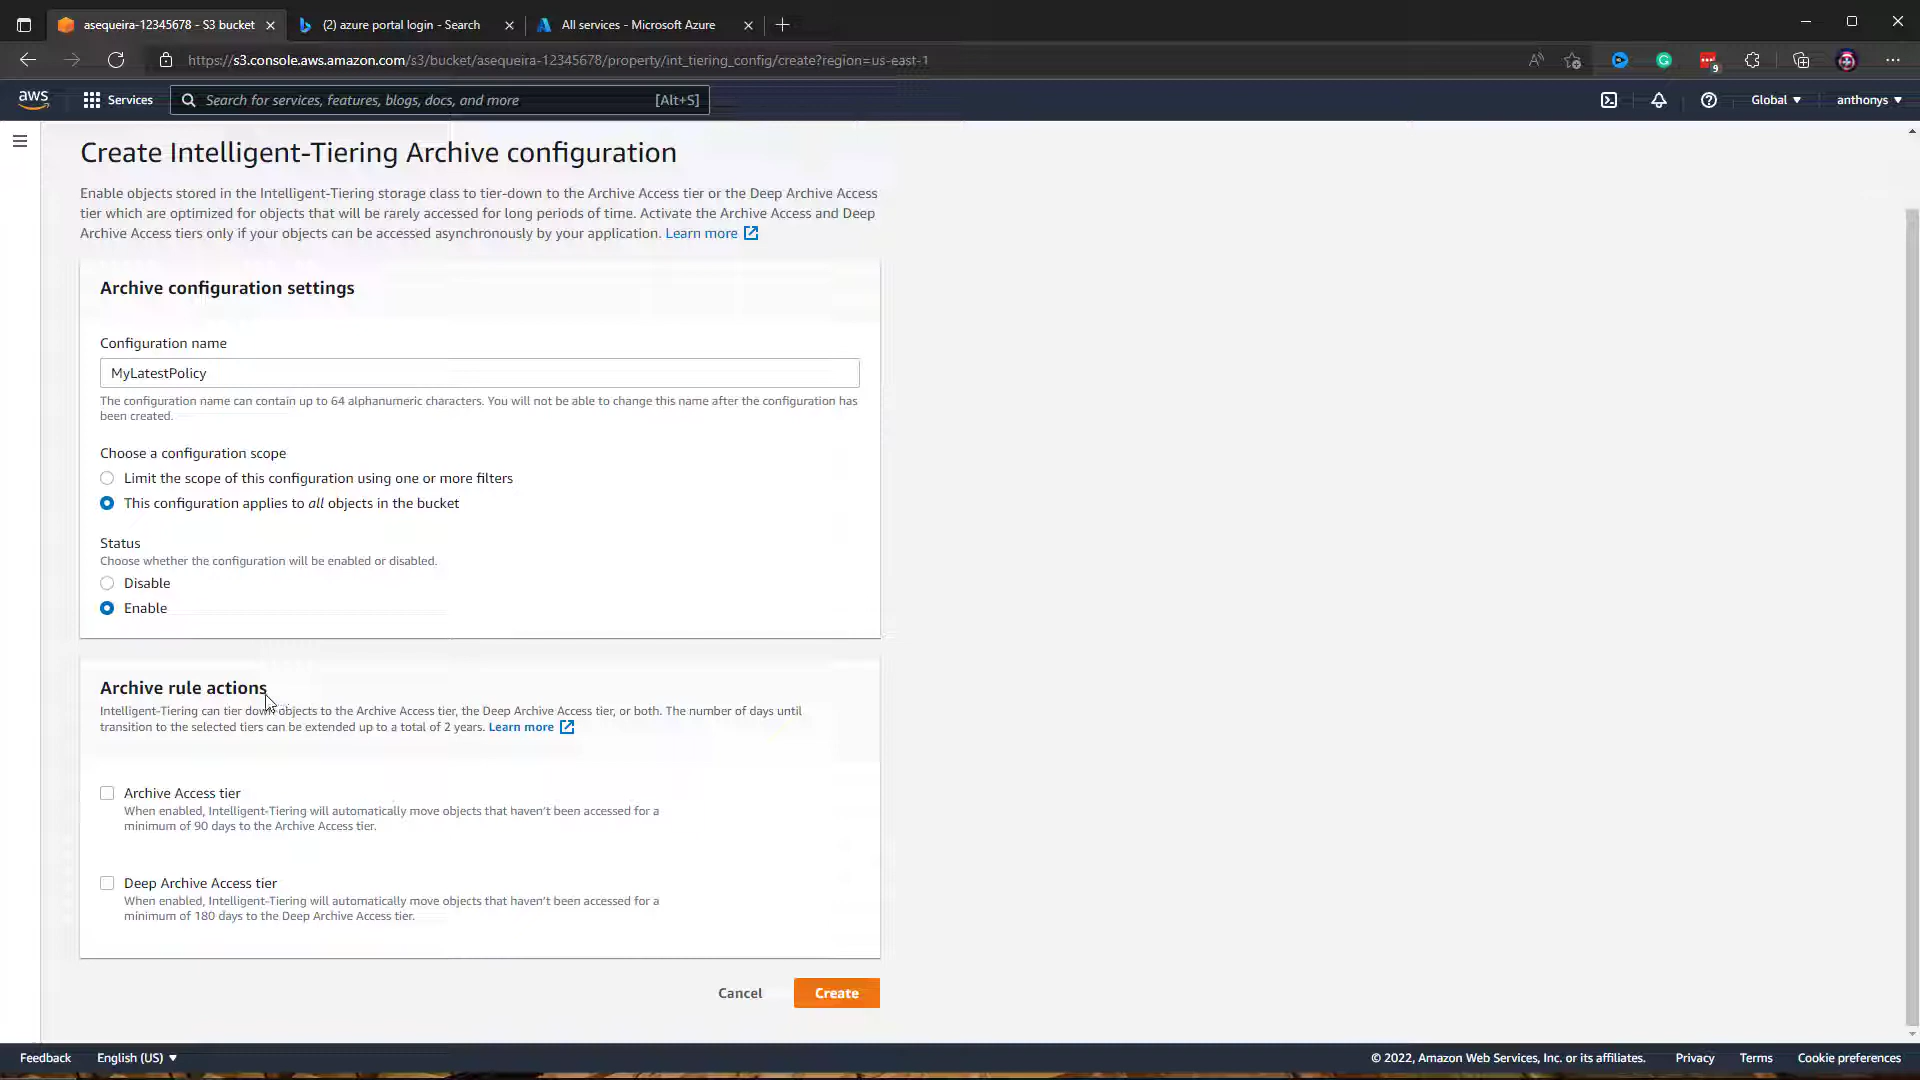 asequeira-12345678 - S3 bucket
(2) azure portal login - Search
All services - Microsoft Azure
https://s3.console.aws.amazon.com/s3/bucket/asequeira-12345678/property/int_tiering_config/create?region=us-east-1
9
aws
Services
Search for services, features, blogs, docs, and more
[Alt+S]
Global
anthonys
Create Intelligent-Tiering Archive configuration
Enable objects stored in the Intelligent-Tiering storage class to tier-down to the Archive Access tier or the Deep Archive Access
tier which are optimized for objects that will be rarely accessed for long periods of time. Activate the Archive Access and Deep
Archive Access tiers only if your objects can be accessed asynchronously by your application. Learn more
Archive configuration settings
Configuration name
MyLatestPolicy
The configuration name can contain up to 64 alphanumeric characters. You will not be able to change this name after the configuration has
been created.
Choose a configuration scope
Limit the scope of this configuration using one or more filters
This configuration applies to all objects in the bucket
Status
Choose whether the configuration will be enabled or disabled.
Disable
Enable
Archive rule actions
Intelligent-Tiering can tier down objects to the Archive Access tier, the Deep Archive Access tier, or both. The number of days until
transition to the selected tiers can be extended up to a total of 2 years. Learn more
Archive Access tier
When enabled, Intelligent-Tiering will automatically move objects that haven't been accessed for a
minimum of 90 days to the Archive Access tier.
Deep Archive Access tier
When enabled, Intelligent-Tiering will automatically move objects that haven't been accessed for a
minimum of 180 days to the Deep Archive Access tier.
Cancel
Create
Feedback
English (US)
© 2022, Amazon Web Services, Inc. or its affiliates.
Privacy
Terms
Cookie preferences